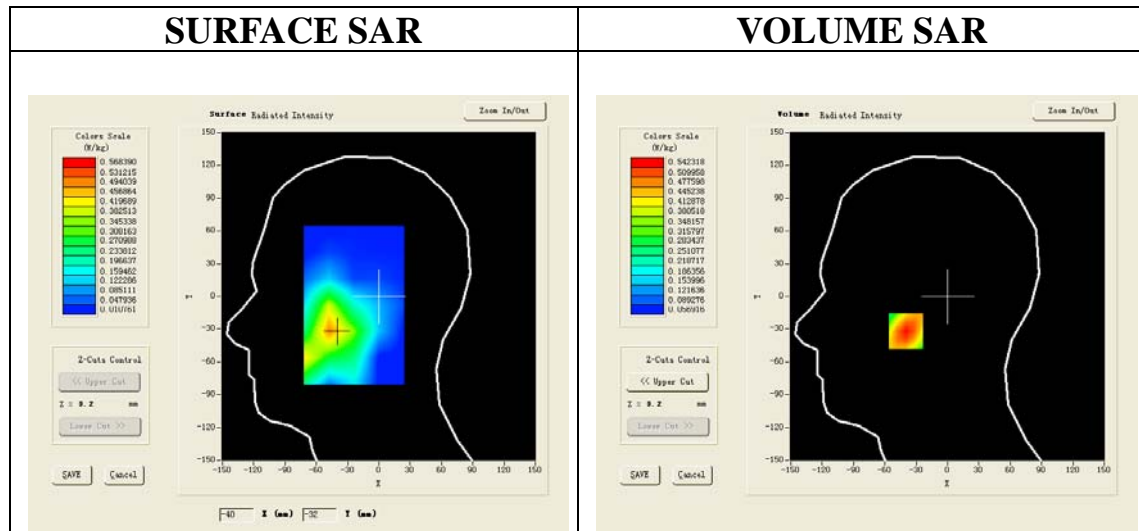 SURFACE SAR
VOLUME SAR
Surface Radiated Intensity
Zoom In/Out
Colors Scale
(W/kg)
0.568390
0.531215
0.494039
0.456864
0.419689
0.382513
0.345338
0.308163
0.270988
0.233812
0.196637
0.159462
0.122286
0.085111
0.047936
0.010761
150
120
90
60
30
0
-30
-60
-90
-120
-150
Y
-150 -120 -90 -60 -30 0 30 60 90 120 150
X
Z-Cuts Control
<< Upper Cut
Z = 9.2 mm
Lower Cut >>
SAVE Cancel
-40 X (mm) -32 Y (mm)
Volume Radiated Intensity
Zoom In/Out
Colors Scale
(W/kg)
0.542318
0.509958
0.477598
0.445238
0.412878
0.380518
0.348157
0.315797
0.283437
0.251077
0.218717
0.186356
0.153996
0.121636
0.089276
0.056916
150
120
90
60
30
0
-30
-60
-90
-120
-150
Y
-150 -120 -90 -60 -30 0 30 60 90 120 150
X
Z-Cuts Control
<< Upper Cut
Z = 9.2 mm
Lower Cut >>
SAVE Cancel